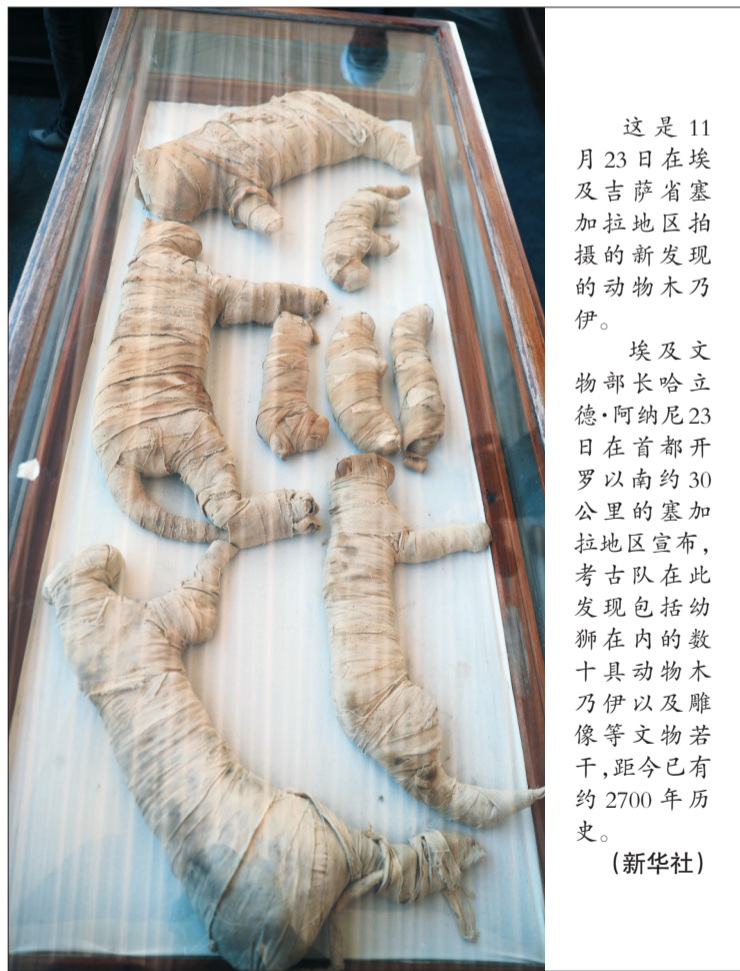 这是11
月23日在埃
及吉萨省塞
加拉地区拍
摄的新发现
的动物木乃
伊。
埃及文
物部长哈立
德·阿纳尼23
日在首都开
罗以南约30
公里的塞加
拉地区宣布，
考古队在此
发现包括幼
狮在内的数
十具动物木
乃伊以及雕
像等文物若
干，距今已有
约2700年历
史。
（新华社）